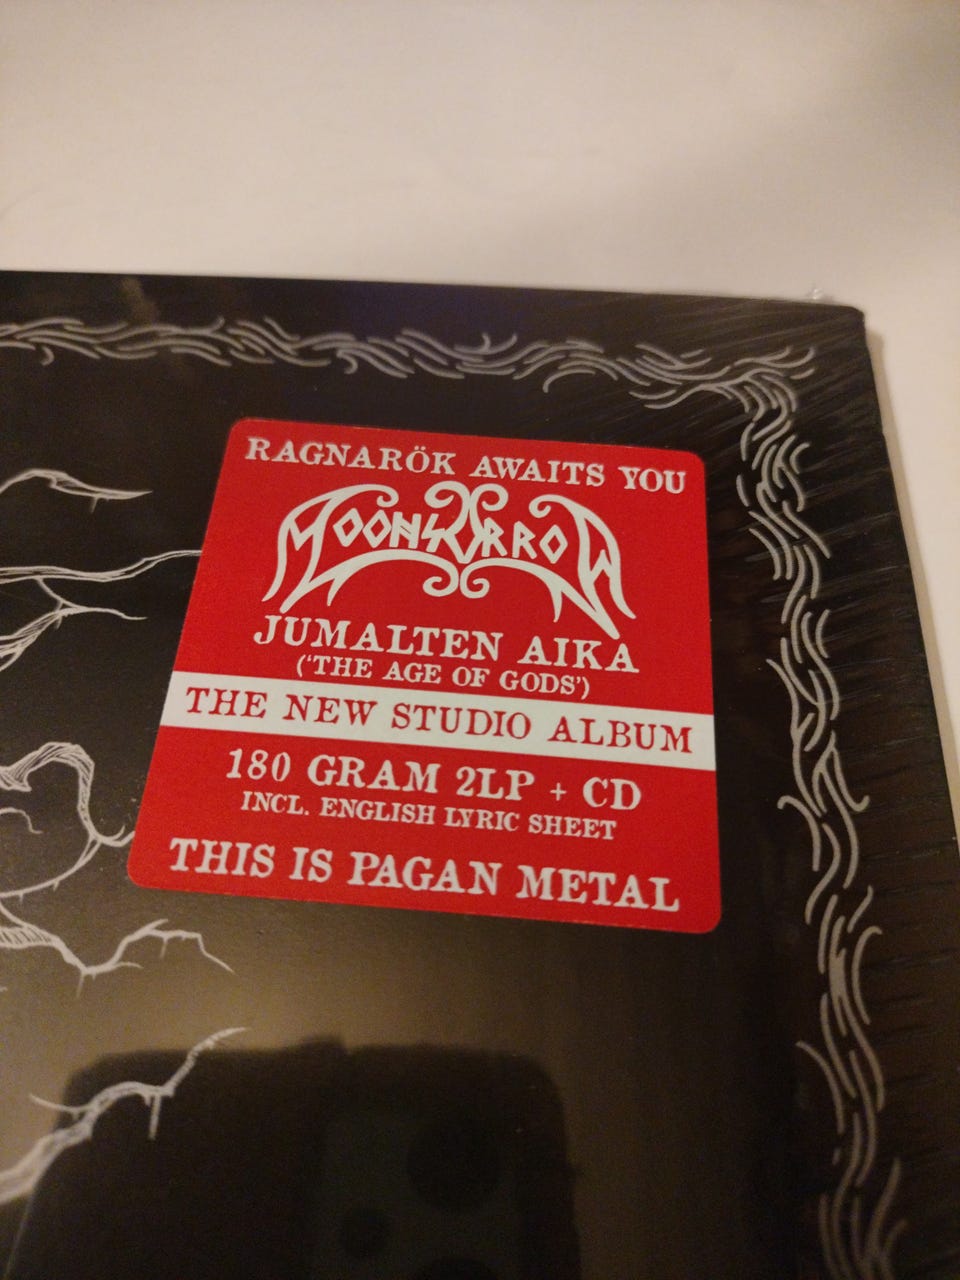 RAGNARÖK AWAITS YOU
MOONSORROW
JUMALTEN AIKA
('THE AGE OF GODS')
THE NEW STUDIO ALBUM
180 GRAM 2LP + CD
INCL. ENGLISH LYRIC SHEET
THIS IS PAGAN METAL